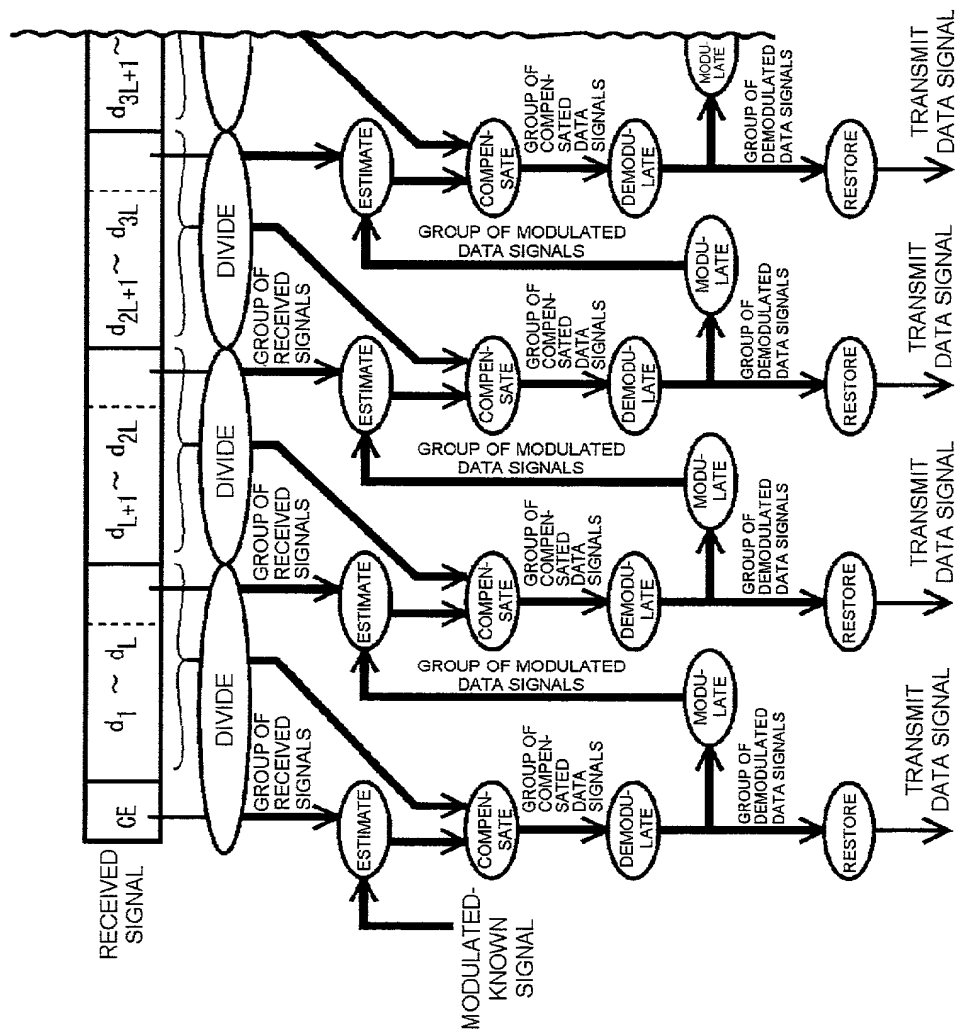 RECEIVED
SIGNAL
CE
d1 ~ dL
dL+1 ~ d2L
d2L+1 ~ d3L
d3L+1 ~
DIVIDE
DIVIDE
DIVIDE
GROUP OF
RECEIVED
SIGNALS
GROUP OF
RECEIVED
SIGNALS
GROUP OF
RECEIVED
SIGNALS
MODULATED-
KNOWN
SIGNAL
ESTIMATE
ESTIMATE
ESTIMATE
ESTIMATE
COMPEN-
SATE
COMPEN-
SATE
COMPEN-
SATE
COMPEN-
SATE
GROUP OF MODULATED
DATA SIGNALS
GROUP OF MODULATED
DATA SIGNALS
GROUP OF MODULATED
DATA SIGNALS
GROUP OF
COMPEN-
SATED
DATA
SIGNALS
GROUP OF
COMPEN-
SATED
DATA
SIGNALS
GROUP OF
COMPEN-
SATED
DATA
SIGNALS
GROUP OF
COMPEN-
SATED
DATA
SIGNALS
DEMODU-
LATE
DEMODU-
LATE
DEMODU-
LATE
DEMODU-
LATE
MODU-
LATE
MODU-
LATE
MODU-
LATE
MODU-
LATE
GROUP OF
DEMODULATED
DATA SIGNALS
GROUP OF
DEMODULATED
DATA SIGNALS
GROUP OF
DEMODULATED
DATA SIGNALS
GROUP OF
DEMODULATED
DATA SIGNALS
RESTORE
RESTORE
RESTORE
RESTORE
TRANSMIT
DATA SIGNAL
TRANSMIT
DATA SIGNAL
TRANSMIT
DATA SIGNAL
TRANSMIT
DATA SIGNAL